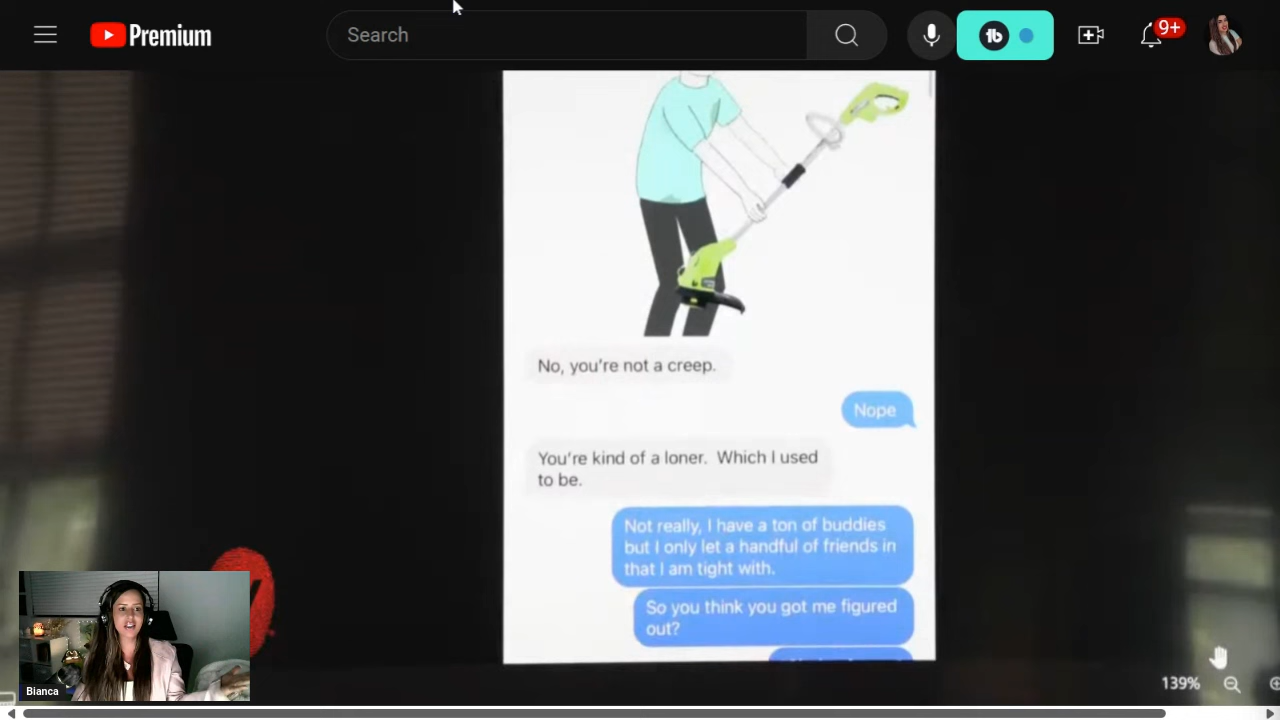 Premium
Search
9+
No, you're not a creep.
Nope
You're kind of a loner.  Which I used
to be.
Not really, I have a ton of buddies
but I only let a handful of friends in
that I am tight with.
So you think you got me figured
out?
Bianca
139%